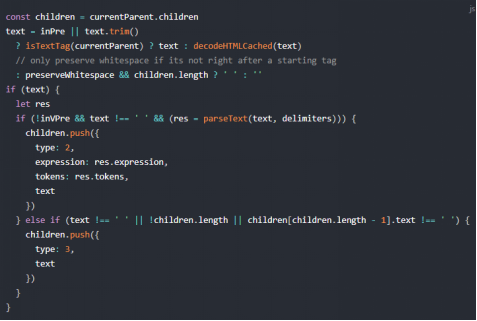 js
const children = currentParent.children
text = inPre || text.trim()
  ? isTextTag(currentParent) ? text : decodeHTMLCached(text)
  // only preserve whitespace if its not right after a starting tag
  : preserveWhitespace && children.length ? ' ' : ''
if (text) {
  let res
  if (!inVPre && text !== ' ' && (res = parseText(text, delimiters))) {
    children.push({
      type: 2,
      expression: res.expression,
      tokens: res.tokens,
      text
    })
  } else if (text !== ' ' || !children.length || children[children.length - 1].text !== ' ') {
    children.push({
      type: 3,
      text
    })
  }
}